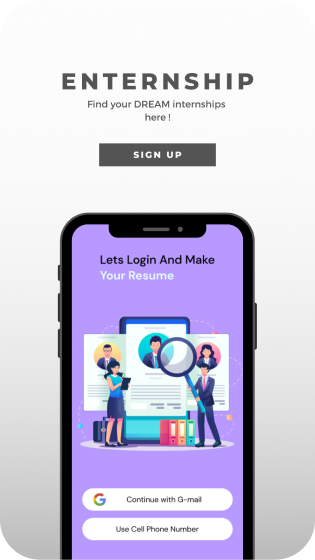 ENTERNSHIP
Find your DREAM internships
here !
SIGN UP
Lets Login And Make
Your Resume
Continue with G-mail
Use Cell Phone Number